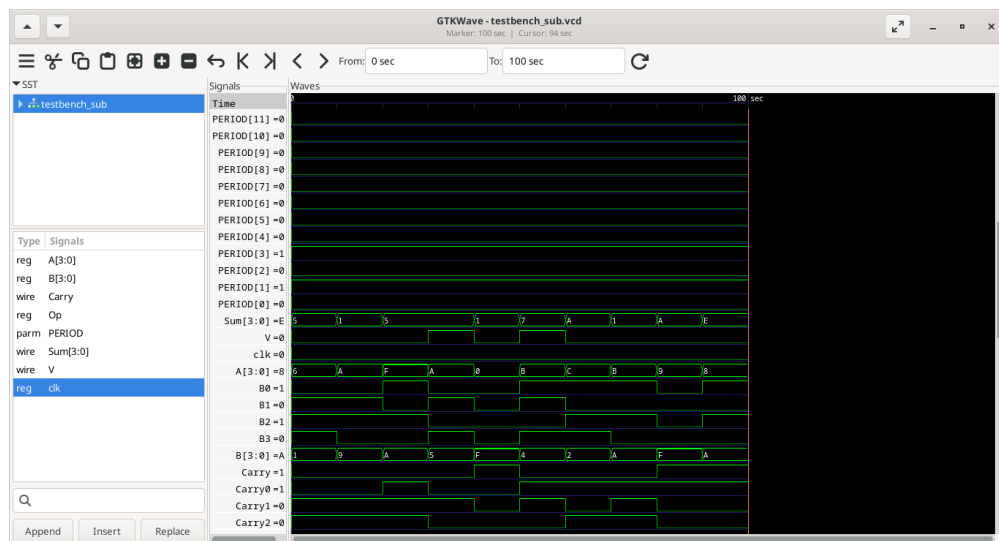 GTKWave - testbench_sub.vcd
Marker: 100 sec | Cursor: 94 sec
From: 0 sec To: 100 sec
SST
testbench_sub
Type Signals
reg A[3:0]
reg B[3:0]
wire Carry
reg Op
parm PERIOD
wire Sum[3:0]
wire V
reg clk
Append Insert Replace
Signals
Time
PERIOD[11] =0
PERIOD[10] =0
PERIOD[9] =0
PERIOD[8] =0
PERIOD[7] =0
PERIOD[6] =0
PERIOD[5] =0
PERIOD[4] =0
PERIOD[3] =1
PERIOD[2] =0
PERIOD[1] =1
PERIOD[0] =0
Sum[3:0] =E
V =0
clk =0
A[3:0] =8
B0 =1
B1 =0
B2 =1
B3 =0
B[3:0] =A
Carry =1
Carry0 =1
Carry1 =0
Carry2 =0
Waves
0 100 sec
5 1 5 1 7 A 1 A E
6 A F A 0 B C B 9 8
1 9 A 5 F 4 2 A F A